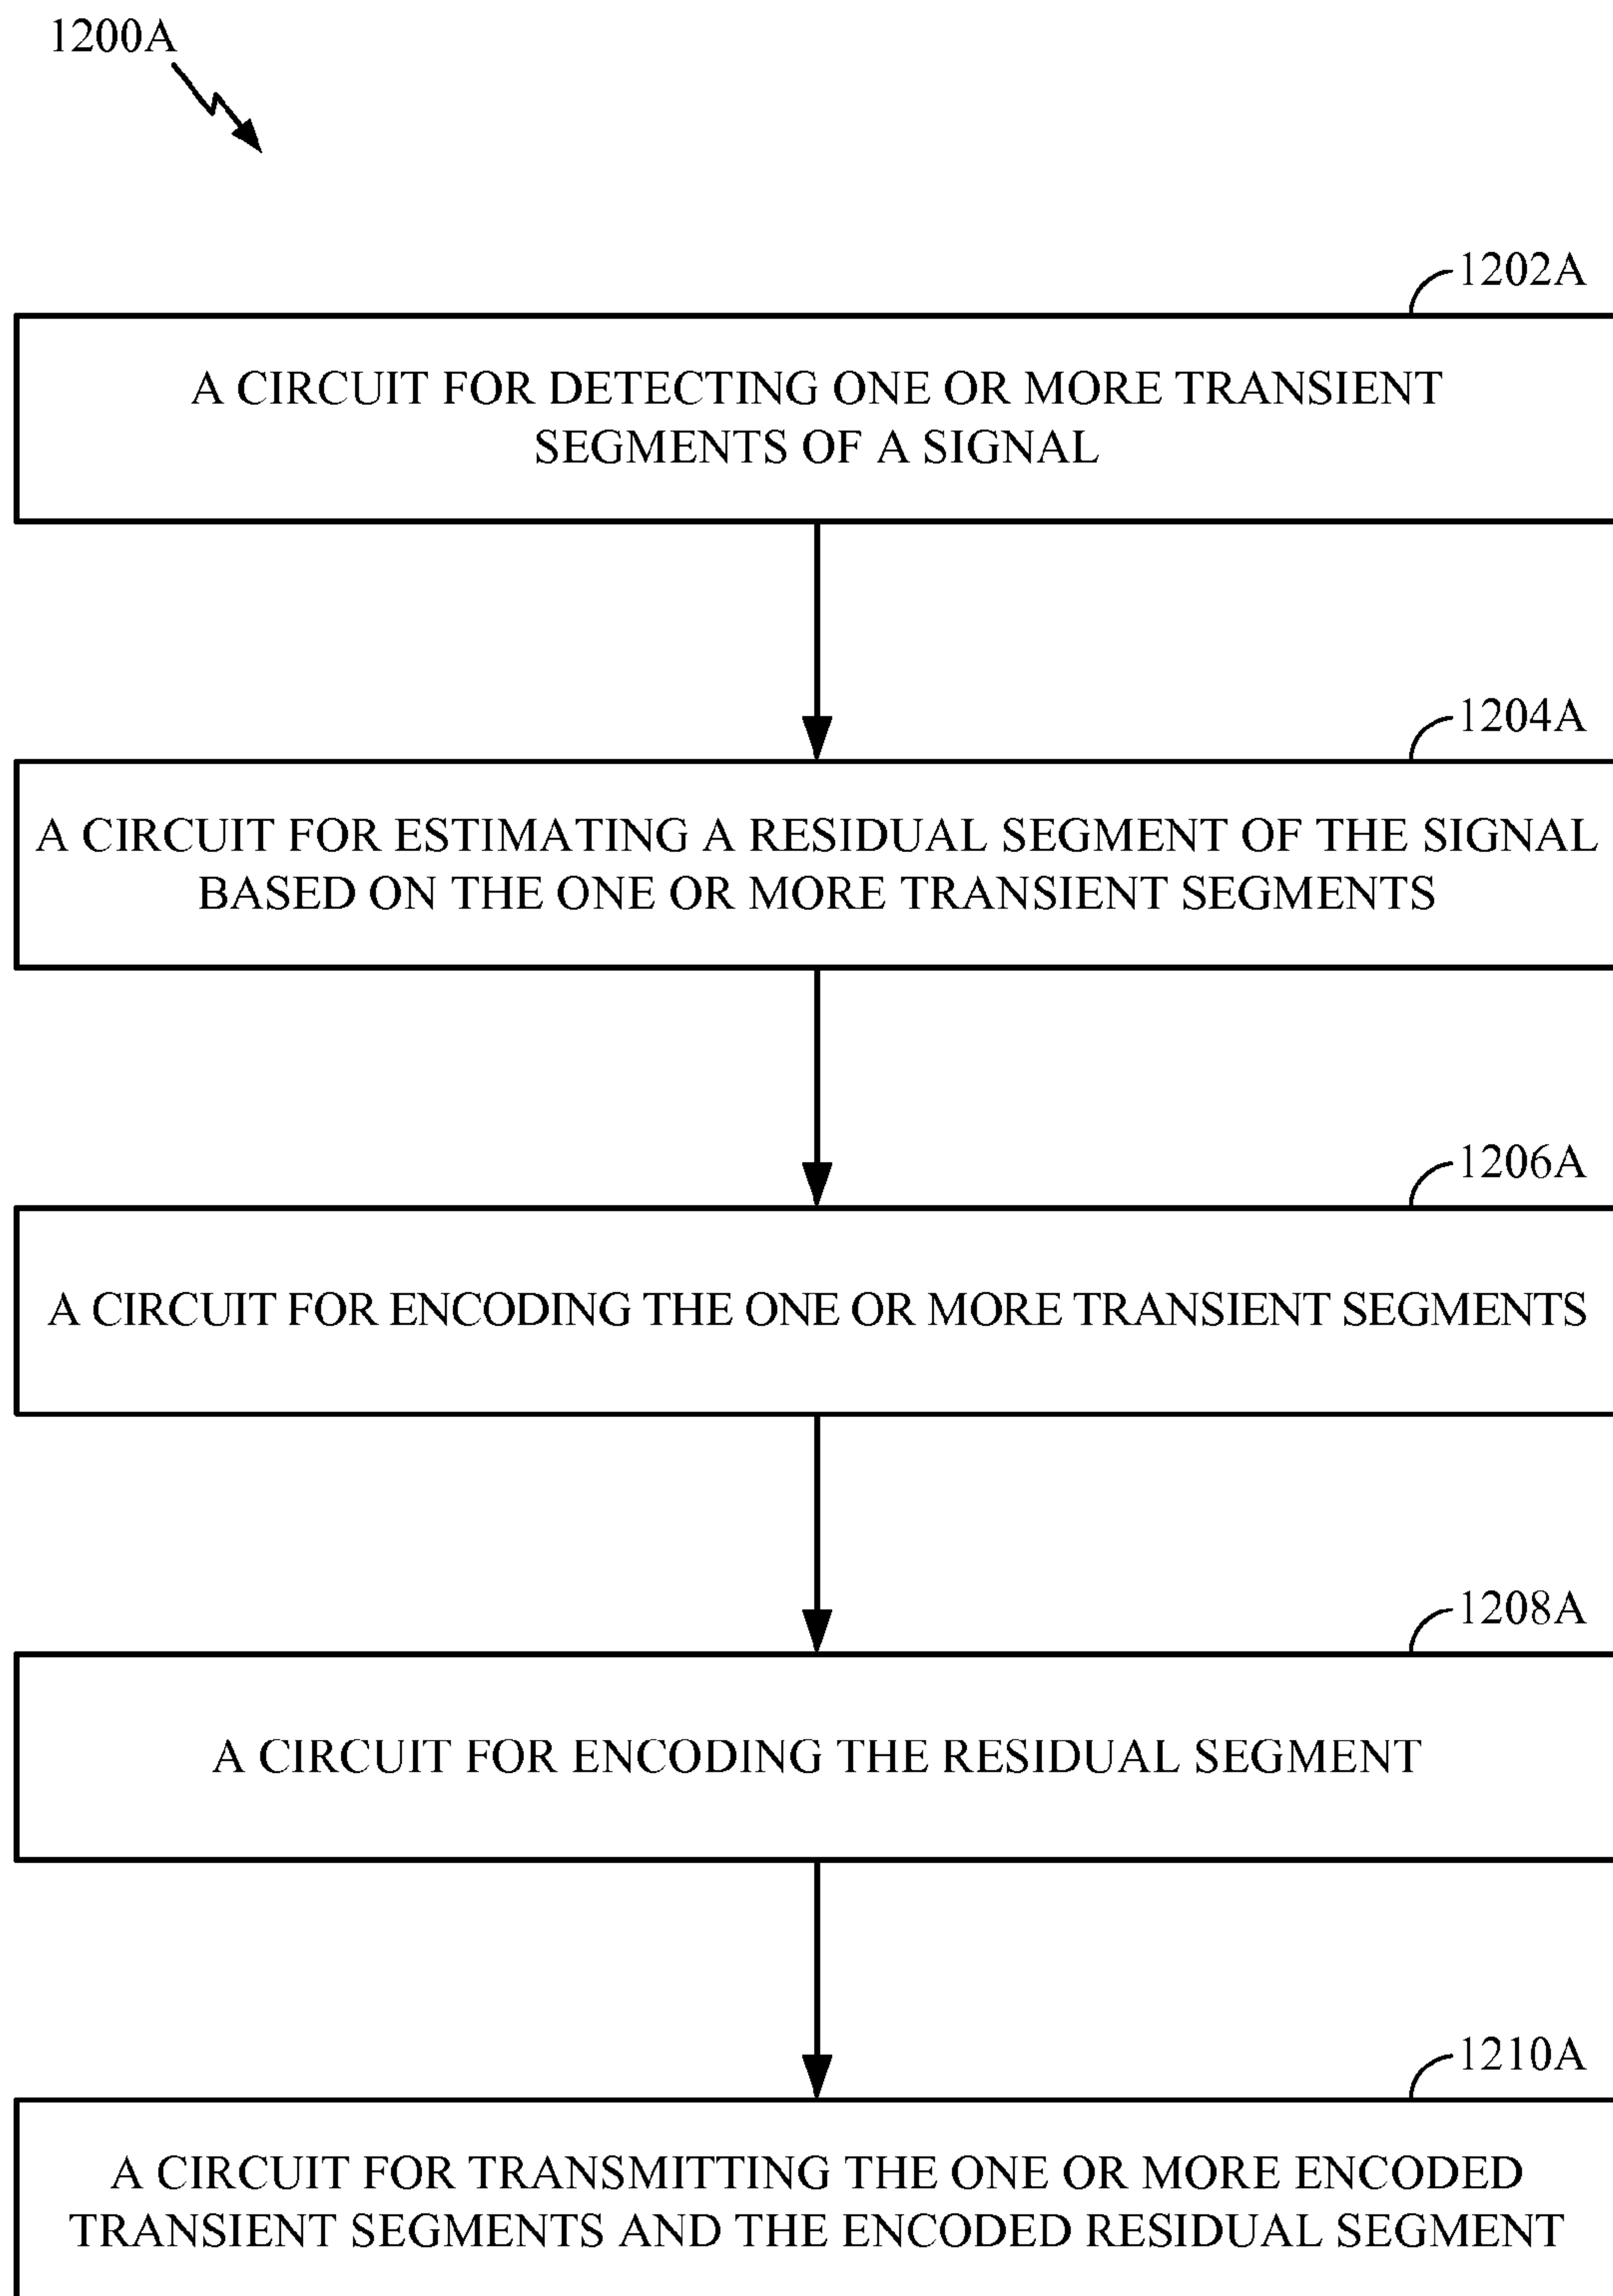 1200A
1202A
A CIRCUIT FOR DETECTING ONE OR MORE TRANSIENT
SEGMENTS OF A SIGNAL
1204A
A CIRCUIT FOR ESTIMATING A RESIDUAL SEGMENT OF THE SIGNAL
BASED ON THE ONE OR MORE TRANSIENT SEGMENTS
1206A
A CIRCUIT FOR ENCODING THE ONE OR MORE TRANSIENT SEGMENTS
1208A
A CIRCUIT FOR ENCODING THE RESIDUAL SEGMENT
1210A
A CIRCUIT FOR TRANSMITTING THE ONE OR MORE ENCODED
TRANSIENT SEGMENTS AND THE ENCODED RESIDUAL SEGMENT